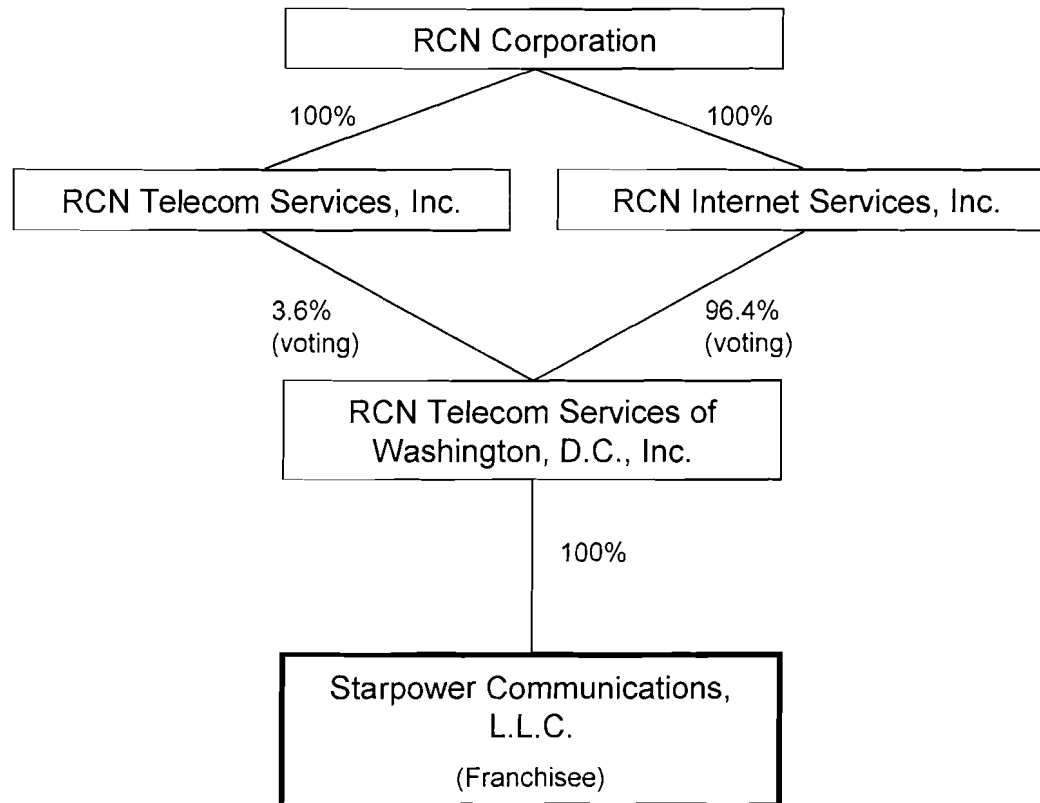 RCN Corporation
100%
100%
RCN Telecom Services, Inc.
RCN Internet Services, Inc.
3.6%
(voting)
96.4%
(voting)
RCN Telecom Services of
Washington, D.C., Inc.
100%
Starpower Communications,
L.L.C.
(Franchisee)